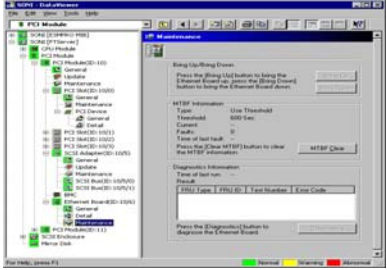 SONE - DataViewer
File Edit View Tools Help
PCI Module
SONE [ESMPRO MIB]
SONE [FTServer]
CPU Module
PCI Module
PCI Module(ID:10)
General
Update
Maintenance
PCI Slot(ID:10/0)
General
Maintenance
PCI Device
General
Detail
PCI Slot(ID:10/1)
PCI Slot(ID:10/2)
PCI Slot(ID:10/3)
SCSI Adapter(ID:10/5)
General
Update
Maintenance
SCSI Bus(ID:10/5/0)
SCSI Bus(ID:10/5/1)
BMC
Ethernet Board(ID:10/6)
General
Detail
Maintenance
PCI Module(ID:11)
SCSI Enclosure
Mirror Disk
Maintenance
Bring Up/Bring Down
Press the [Bring Up] button to bring the
Ethernet Board up, press the [Bring Down]
button to bring the Ethernet Board down.
MTBF Information
Type: Use Threshold
Threshold: 600 Sec
Current: --
Faults: 0
Time of last fault: --
Press the [Clear MTBF] button to clear
the MTBF information.
MTBF Clear
Diagnostics Information
Time of last run: --
Result
FRU Type FRU ID Test Number Error Code
Press the [Diagnostics] button to
diagnose the Ethernet Board.
For Help, press F1
Normal Warning Abnormal